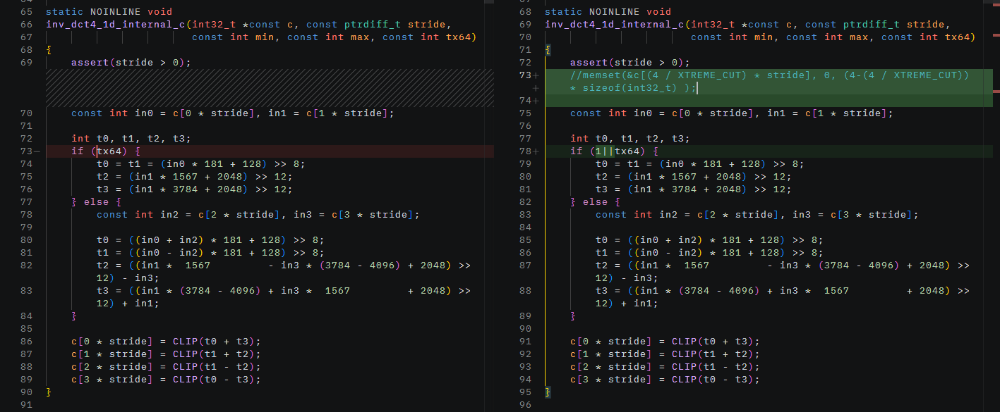 65 static NOINLINE void
66 inv_dct4_1d_internal_c(int32_t *const c, const ptrdiff_t stride,
67 const int min, const int max, const int tx64)
68 {
69 assert(stride > 0);
70 const int in0 = c[0 * stride], in1 = c[1 * stride];
71
72 int t0, t1, t2, t3;
73— if (tx64) {
74 t0 = t1 = (in0 * 181 + 128) >> 8;
75 t2 = (in1 * 1567 + 2048) >> 12;
76 t3 = (in1 * 3784 + 2048) >> 12;
77 } else {
78 const int in2 = c[2 * stride], in3 = c[3 * stride];
79
80 t0 = ((in0 + in2) * 181 + 128) >> 8;
81 t1 = ((in0 - in2) * 181 + 128) >> 8;
82 t2 = ((in1 * 1567 - in3 * (3784 - 4096) + 2048) >>
12) - in3;
83 t3 = ((in1 * (3784 - 4096) + in3 * 1567 + 2048) >>
12) + in1;
84 }
85
86 c[0 * stride] = CLIP(t0 + t3);
87 c[1 * stride] = CLIP(t1 + t2);
88 c[2 * stride] = CLIP(t1 - t2);
89 c[3 * stride] = CLIP(t0 - t3);
90 }
91
68 static NOINLINE void
69 inv_dct4_1d_internal_c(int32_t *const c, const ptrdiff_t stride,
70 const int min, const int max, const int tx64)
71 {
72 assert(stride > 0);
73+ //memset(&c[(4 / XTREME_CUT) * stride], 0, (4-(4 / XTREME_CUT))
+ * sizeof(int32_t) );
74+
75 const int in0 = c[0 * stride], in1 = c[1 * stride];
76
77 int t0, t1, t2, t3;
78+ if (1||tx64) {
79 t0 = t1 = (in0 * 181 + 128) >> 8;
80 t2 = (in1 * 1567 + 2048) >> 12;
81 t3 = (in1 * 3784 + 2048) >> 12;
82 } else {
83 const int in2 = c[2 * stride], in3 = c[3 * stride];
84
85 t0 = ((in0 + in2) * 181 + 128) >> 8;
86 t1 = ((in0 - in2) * 181 + 128) >> 8;
87 t2 = ((in1 * 1567 - in3 * (3784 - 4096) + 2048) >>
12) - in3;
88 t3 = ((in1 * (3784 - 4096) + in3 * 1567 + 2048) >>
12) + in1;
89 }
90
91 c[0 * stride] = CLIP(t0 + t3);
92 c[1 * stride] = CLIP(t1 + t2);
93 c[2 * stride] = CLIP(t1 - t2);
94 c[3 * stride] = CLIP(t0 - t3);
95 }
96